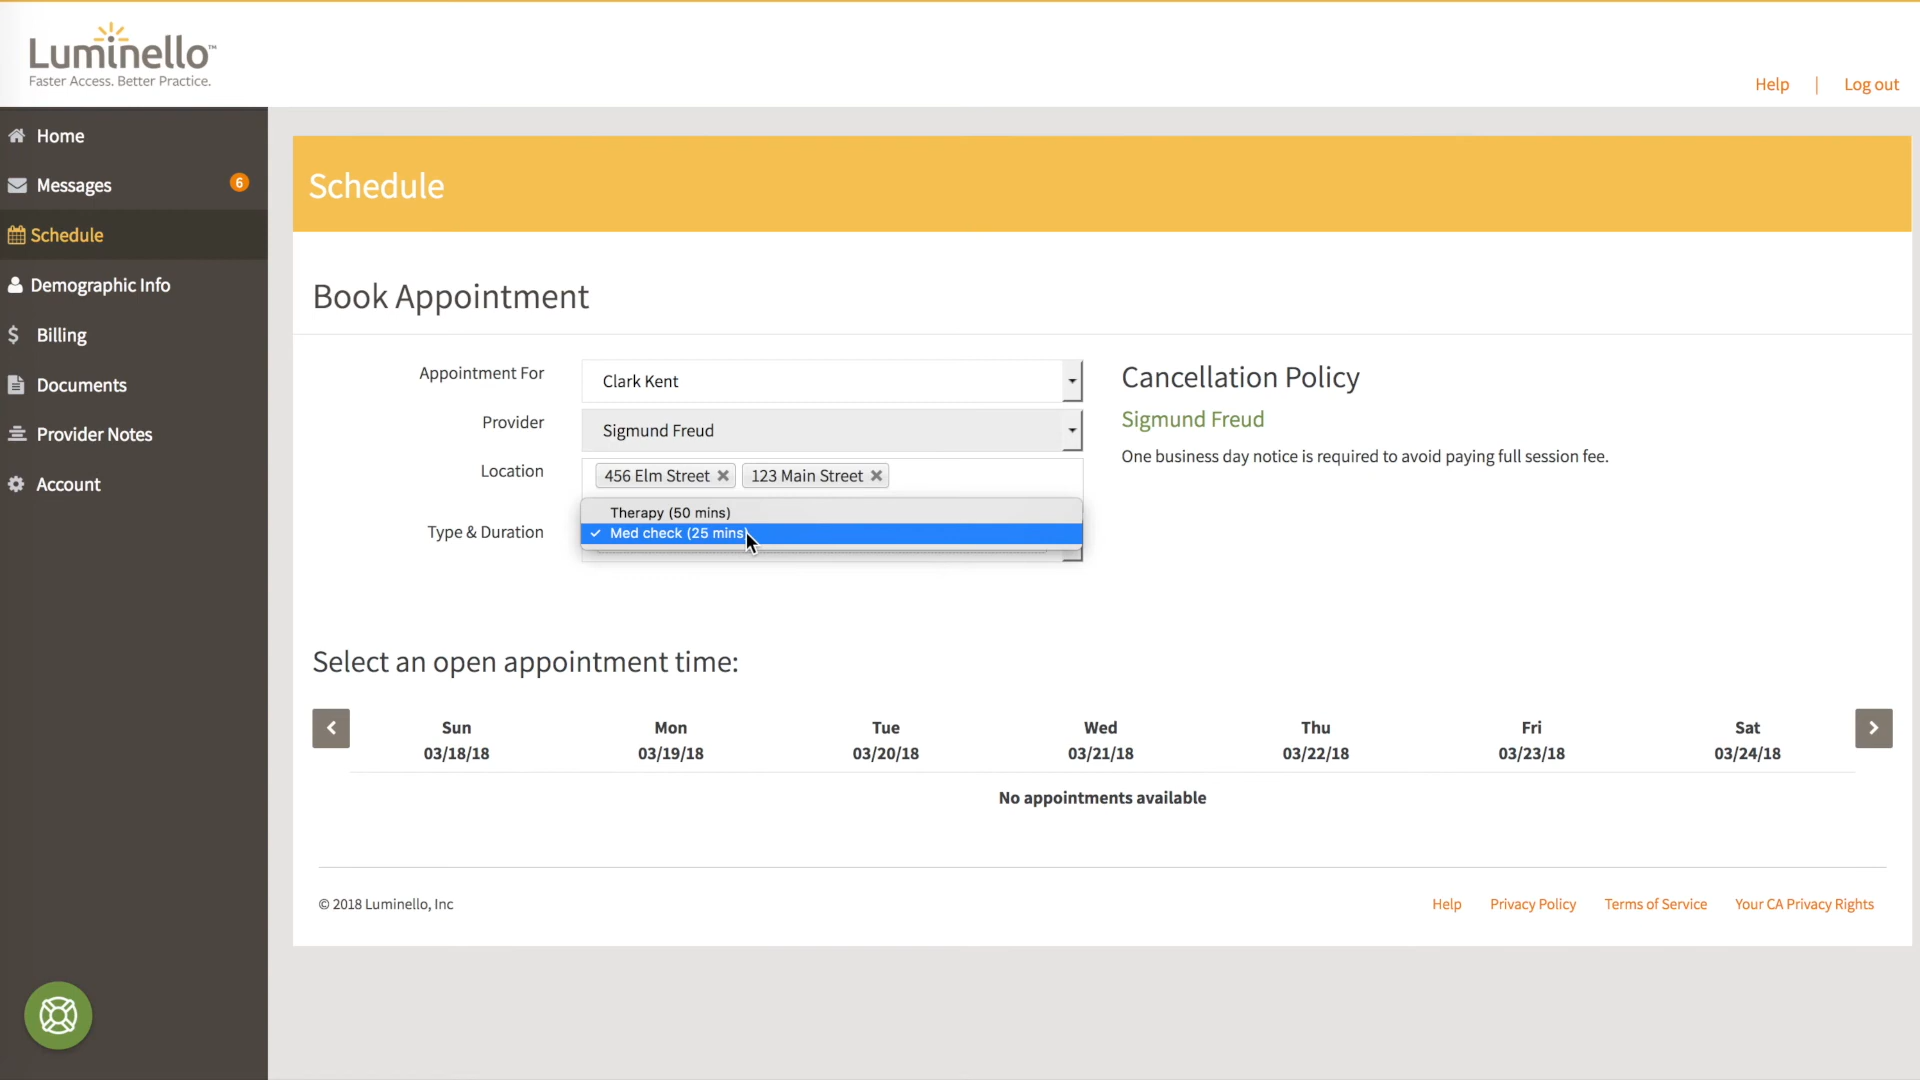 Luminello™
Faster Access. Better Practice.
Help | Log out
Home
Messages 6
Schedule
Demographic Info
Billing
Documents
Provider Notes
Account
Schedule
Book Appointment
Appointment For Clark Kent
Provider Sigmund Freud
Location 456 Elm Street 123 Main Street
Type & Duration
Therapy (50 mins)
✓ Med check (25 mins)
Cancellation Policy
Sigmund Freud
One business day notice is required to avoid paying full session fee.
Select an open appointment time:
Sun Mon Tue Wed Thu Fri Sat
03/18/18 03/19/18 03/20/18 03/21/18 03/22/18 03/23/18 03/24/18
No appointments available
© 2018 Luminello, Inc
Help Privacy Policy Terms of Service Your CA Privacy Rights